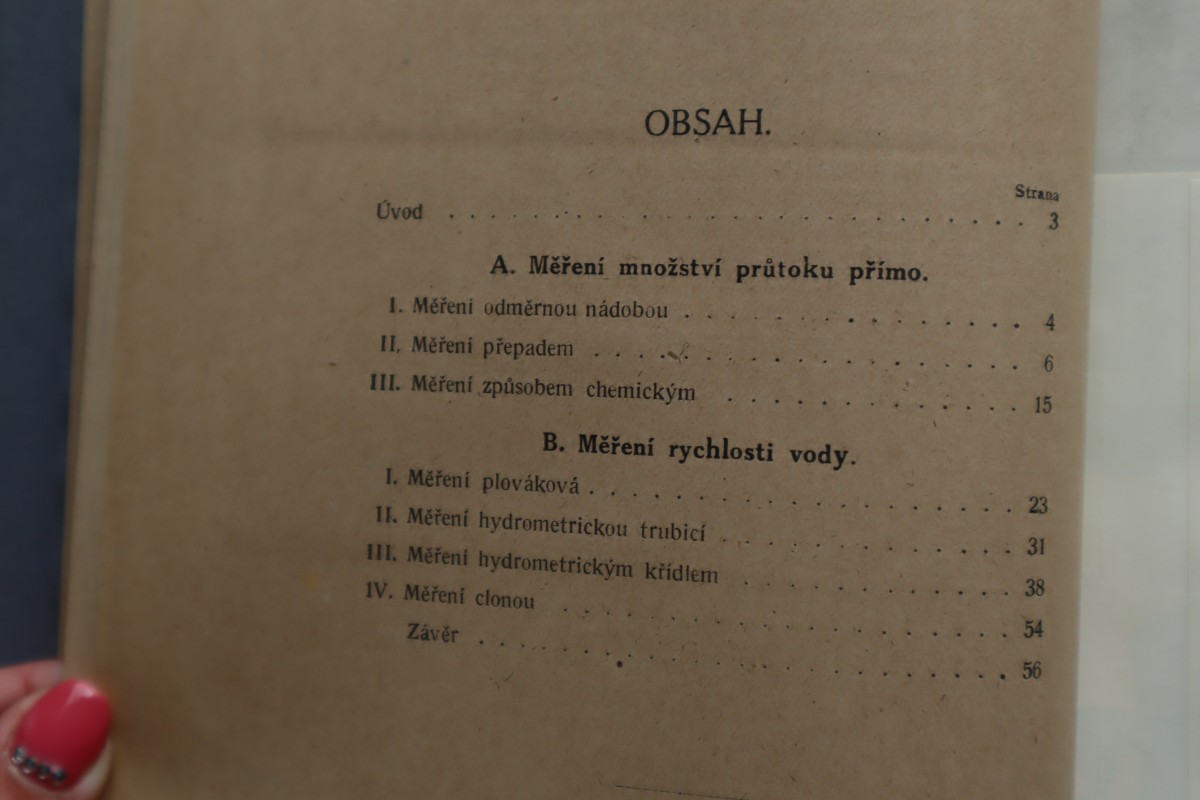 OBSAH.
Strana
Úvod . . . . . . . . . . . . . . . . . . . . . . 3
A. Měření množství průtoku přímo.
I. Měření odměrnou nádobou . . . . . . . . . . . . . 4
II. Měření přepadem . . . . . . . . . . . . . . . . 6
III. Měření způsobem chemickým . . . . . . . . . . . 15
B. Měření rychlosti vody.
I. Měření plováková . . . . . . . . . . . . . . . . 23
II. Měření hydrometrickou trubicí . . . . . . . . . . 31
III. Měření hydrometrickým křídlem . . . . . . . . . . 38
IV. Měření clonou . . . . . . . . . . . . . . . . . 54
Závěr . . . . . . . . . . . . . . . . . . . . . 56